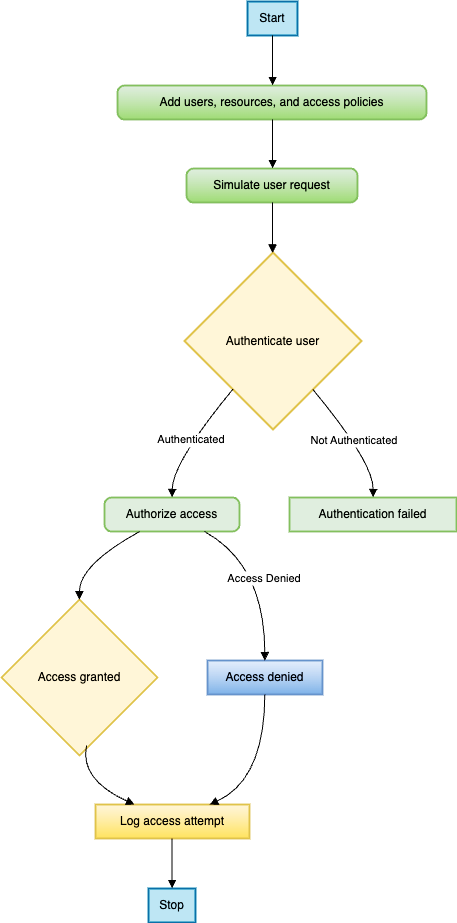 Start
Add users, resources, and access policies
Simulate user request
Authenticate user
Authenticated
Not Authenticated
Authorize access
Authentication failed
Access Denied
Access granted
Access denied
Log access attempt
Stop